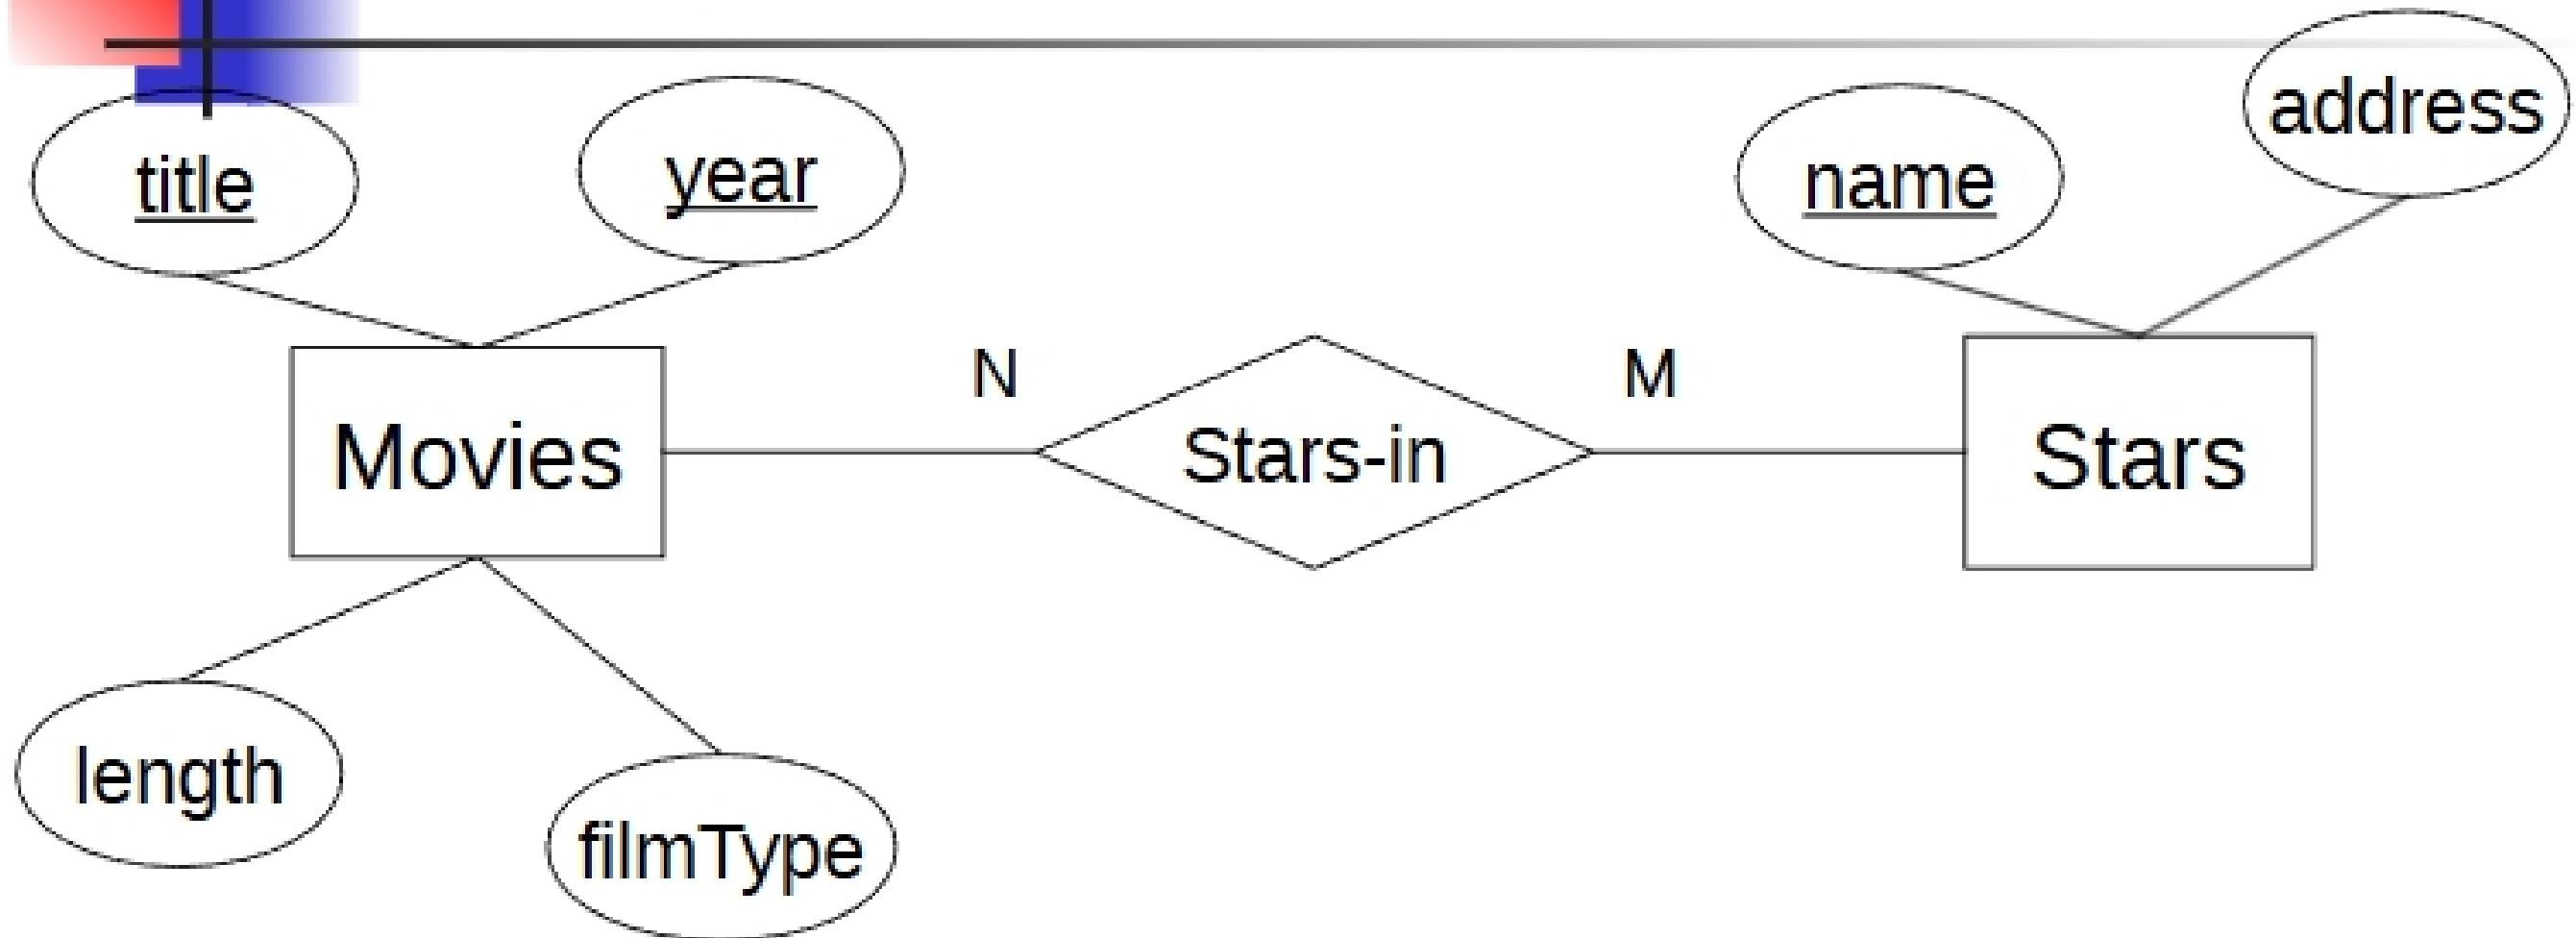 address
title
year
name
N
M
Movies
Stars-in
Stars
length
filmType